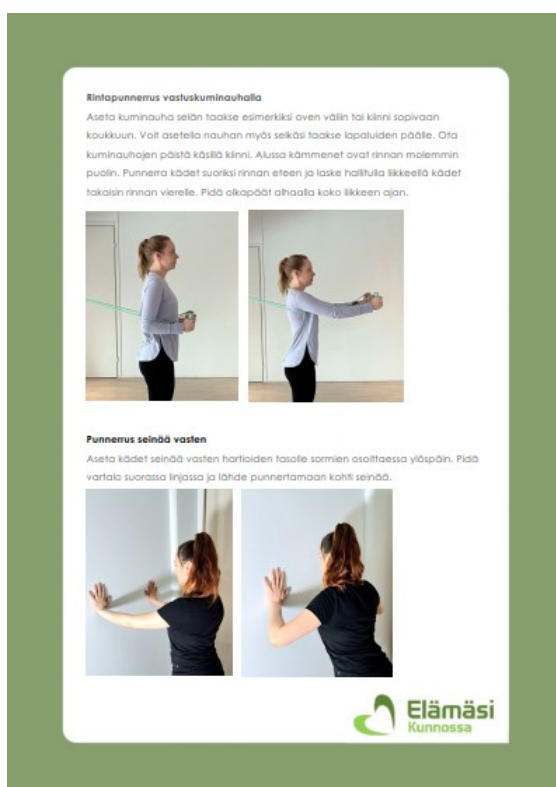 Rintapunnerrus vastuskuminauhalla
Aseta kuminauha selän taakse esimerkiksi oven väliin tai kiinni sopivaan
koukkuun. Voit asetella nauhan myös selkäsi taakse lapaluiden päälle. Ota
kuminauhojen päistä käsillä kiinni. Alussa kämmenet ovat rinnan molemmin
puolin. Punnerra kädet suoriksi rinnan eteen ja laske hallitulla liikkeellä kädet
takaisin rinnan vierelle. Pidä olkapäät alhaalla koko liikkeen ajan.
Punnerrus seinää vasten
Aseta kädet seinää vasten hartioiden tasolle sormien osoittaessa ylöspäin. Pidä
vartalo suorassa linjassa ja lähde punnertamaan kohti seinää.
Elämäsi
Kunnossa